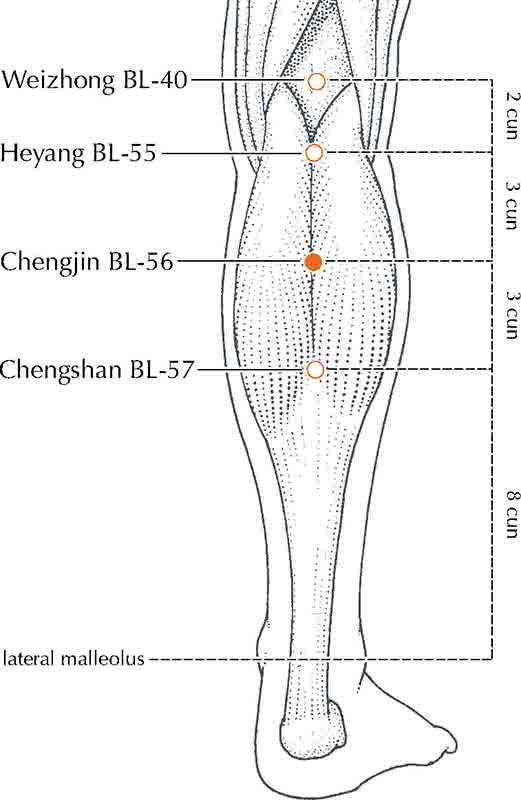 Weizhong BL-40
2 cun
Heyang BL-55
3 cun
Chengjin BL-56
3 cun
Chengshan BL-57
8 cun
lateral malleolus